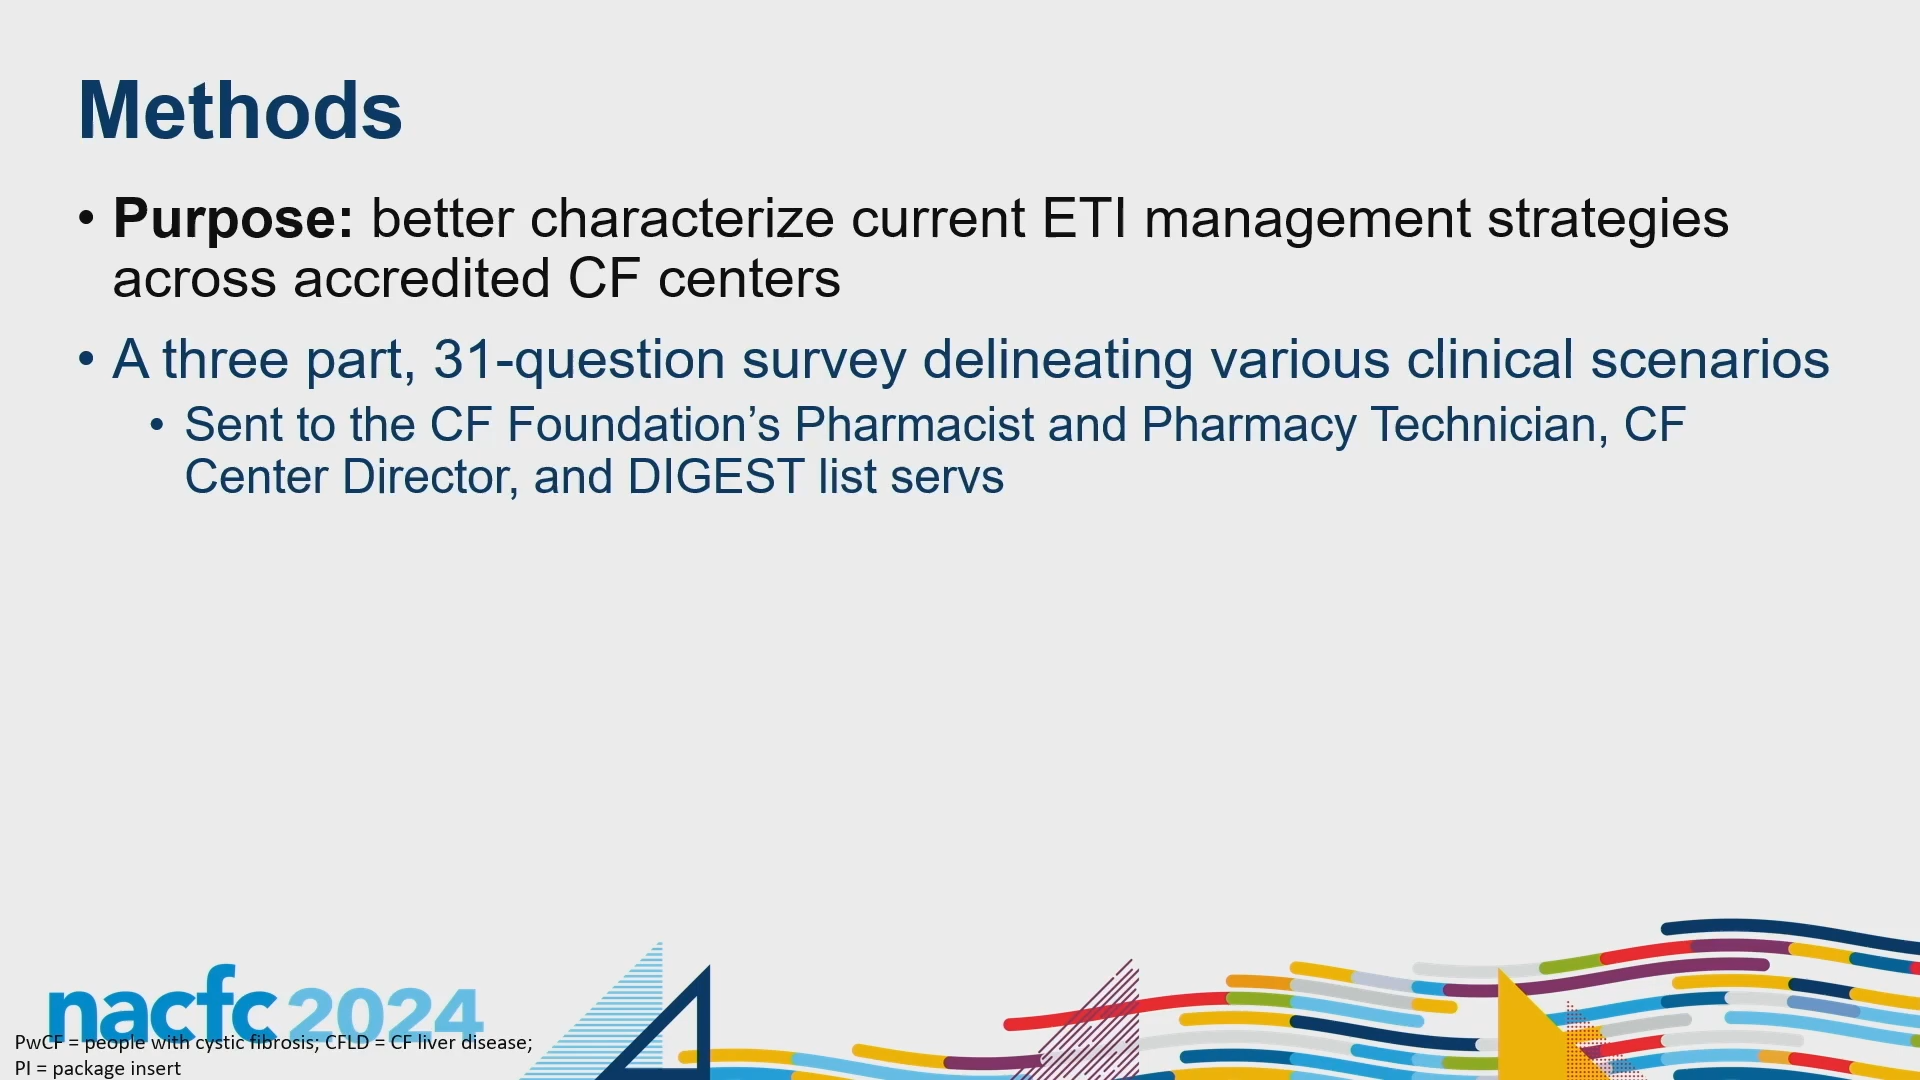 Methods
• Purpose: better characterize current ETI management strategies
across accredited CF centers
• A three part, 31-question survey delineating various clinical scenarios
• Sent to the CF Foundation’s Pharmacist and Pharmacy Technician, CF
Center Director, and DIGEST list servs
nacfc 2024
PwCF = people with cystic fibrosis; CFLD = CF liver disease;
PI = package insert